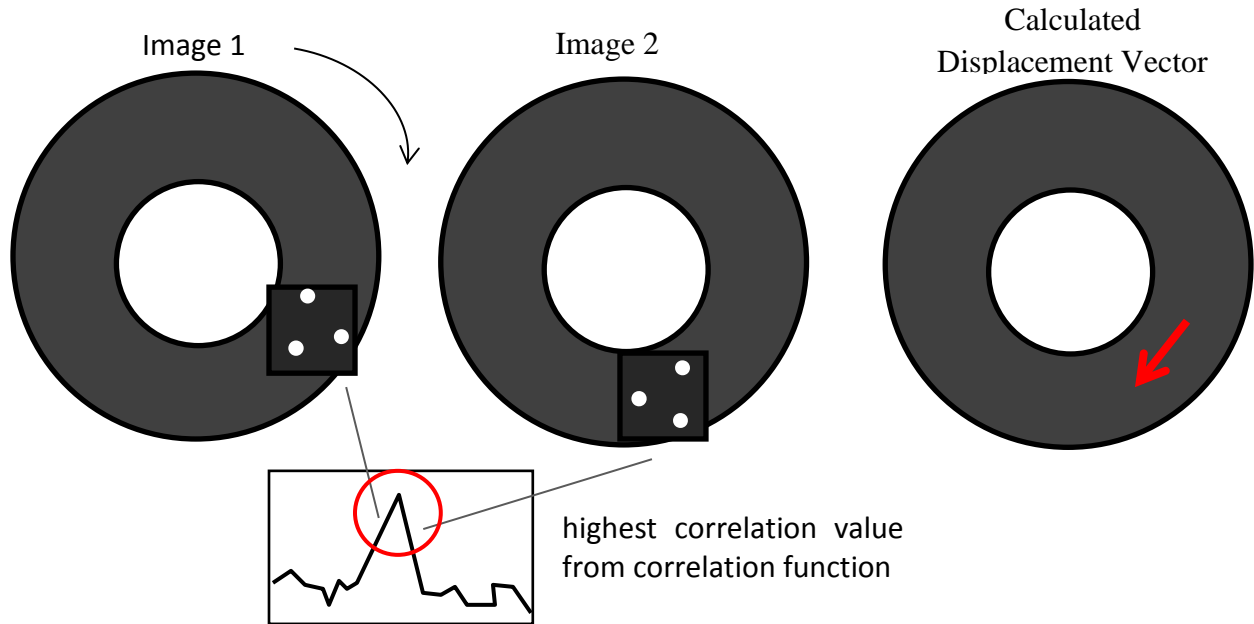 Image 1
Image 2
Calculated
Displacement Vector
highest correlation value
from correlation function